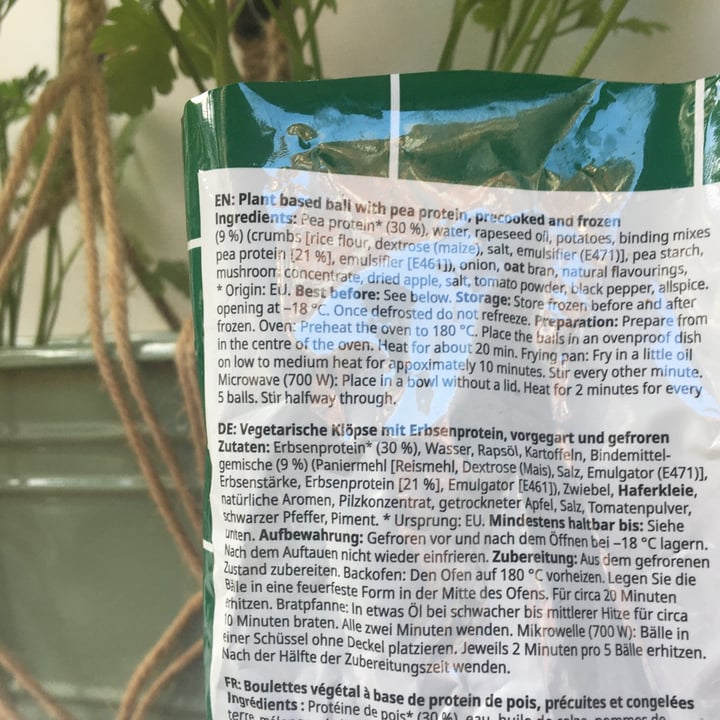 EN: Plant based ball with pea protein, precooked and frozen
Ingredients: Pea protein* (30 %), water, rapeseed oil, potatoes, binding mixes
(9 %) (crumbs [rice flour, dextrose (maize), salt, emulsifier (E471)], pea starch,
pea protein [21 %], emulsifier [E461]), onion, oat bran, natural flavourings,
mushroom concentrate, dried apple, salt, tomato powder, black pepper, allspice.
* Origin: EU. Best before: See below. Storage: Store frozen before and after
opening at –18 °C. Once defrosted do not refreeze. Preparation: Prepare from
frozen. Oven: Preheat the oven to 180 °C. Place the balls in an ovenproof dish
in the centre of the oven. Heat for about 20 min. Frying pan: Fry in a little oil
on low to medium heat for appoximately 10 minutes. Stir every other minute.
Microwave (700 W): Place in a bowl without a lid. Heat for 2 minutes for every
5 balls. Stir halfway through.
DE: Vegetarische Klöpse mit Erbsenprotein, vorgegart und gefroren
Zutaten: Erbsenprotein* (30 %), Wasser, Rapsöl, Kartoffeln, Bindemittel-
gemische (9 %) (Paniermehl [Reismehl, Dextrose (Mais), Salz, Emulgator (E471)],
Erbsenstärke, Erbsenprotein [21 %], Emulgator [E461]), Zwiebel, Haferkleie,
natürliche Aromen, Pilzkonzentrat, getrockneter Apfel, Salz, Tomatenpulver,
schwarzer Pfeffer, Piment. * Ursprung: EU. Mindestens haltbar bis: Siehe
unten. Aufbewahrung: Gefroren vor und nach dem Öffnen bei –18 °C lagern.
Nach dem Auftauen nicht wieder einfrieren. Zubereitung: Aus dem gefrorenen
Zustand zubereiten. Backofen: Den Ofen auf 180 °C vorheizen. Legen Sie die
Bälle in eine feuerfeste Form in der Mitte des Ofens. Für circa 20 Minuten
erhitzen. Bratpfanne: In etwas Öl bei schwacher bis mittlerer Hitze für circa
10 Minuten braten. Alle zwei Minuten wenden. Mikrowelle (700 W): Bälle in
einer Schüssel ohne Deckel platzieren. Jeweils 2 Minuten pro 5 Bälle erhitzen.
Nach der Hälfte der Zubereitungszeit wenden.
FR: Boulettes végétal à base de protein de pois, précuites et congelées
Ingrédients : Protéine de pois* (30 %), eau, huile de